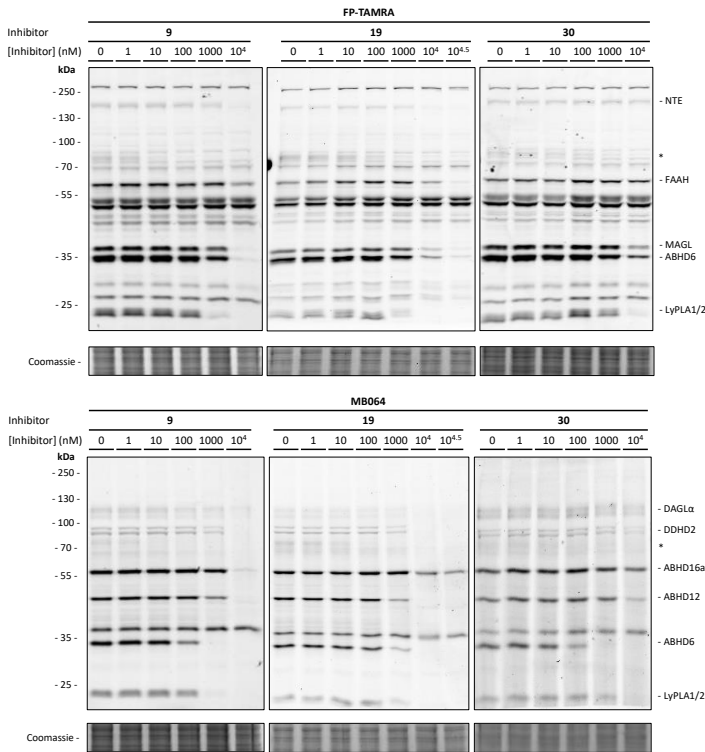 FP-TAMRA
Inhibitor 9 19 30
[Inhibitor] (nM) 0 1 10 100 1000 10⁴ 0 1 10 100 1000 10⁴ 10⁴·⁵ 0 1 10 100 1000 10⁴
kDa
- 250 -
- NTE
- 130 -
- 100 -
*
- 70 -
- FAAH
- 55 -
- MAGL
- 35 -
- ABHD6
- 25 -
- LyPLA1/2
Coomassie -
MB064
Inhibitor 9 19 30
[Inhibitor] (nM) 0 1 10 100 1000 10⁴ 0 1 10 100 1000 10⁴ 10⁴·⁵ 0 1 10 100 1000 10⁴
kDa
- 250 -
- 130 -
- DAGLα
- 100 -
- DDHD2
- 70 -
*
- ABHD16a
- 55 -
- ABHD12
- 35 -
- ABHD6
- 25 -
- LyPLA1/2
Coomassie -